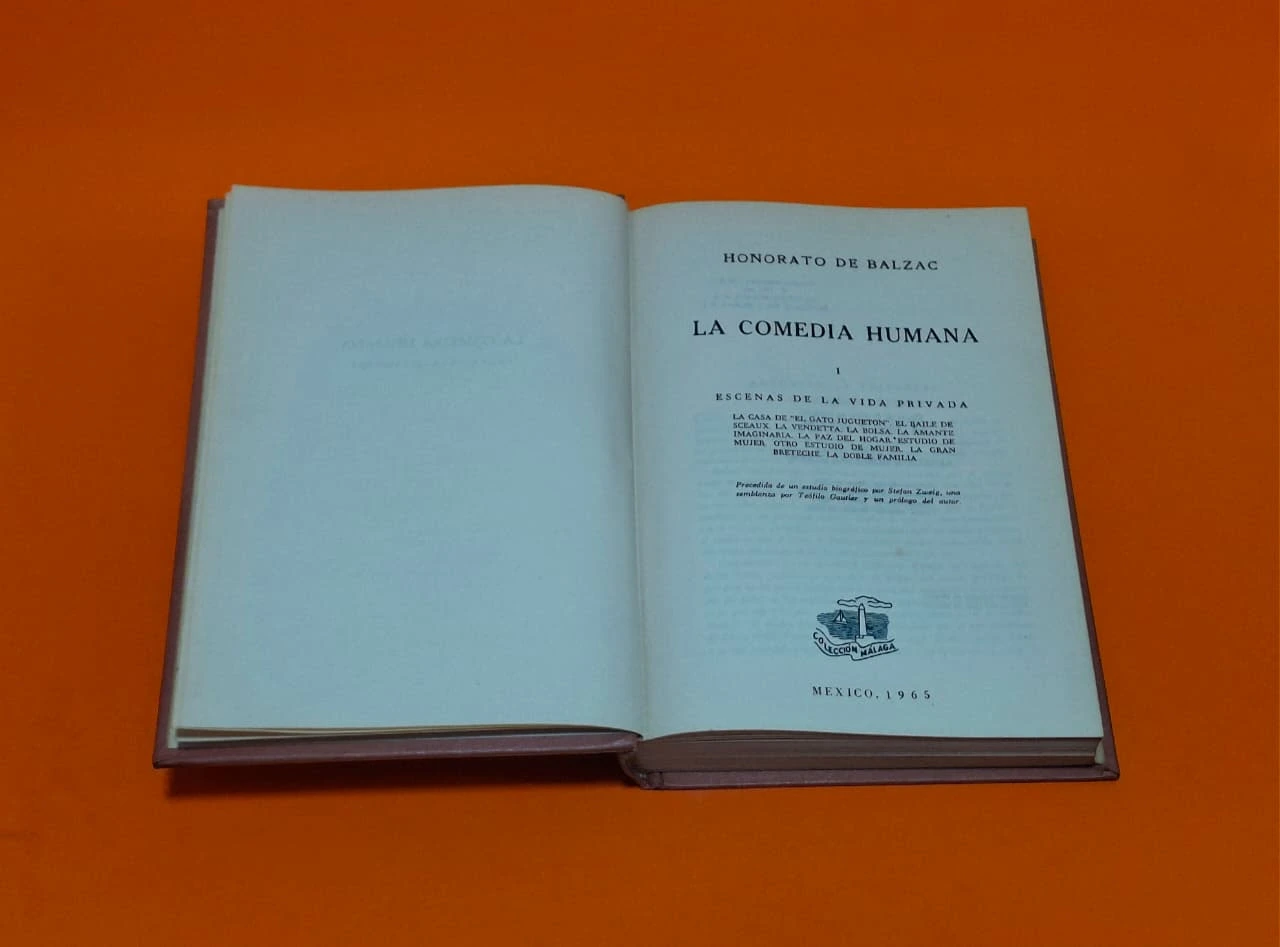 HONORATO DE BALZAC
LA COMEDIA HUMANA
I
ESCENAS DE LA VIDA PRIVADA
LA CASA DE "EL GATO JUGUETON". EL BAILE DE
SCEAUX. LA VENDETTA. LA BOLSA. LA AMANTE
IMAGINARIA. LA PAZ DEL HOGAR. ESTUDIO DE
MUJER. OTRO ESTUDIO DE MUJER. LA GRAN
BRETECHE. LA DOBLE FAMILIA
Precedida de un estudio biográfico por Stefan Zweig, una
semblanza por Teófilo Gautier y un prólogo del autor.
COLECCIÓN MÁLAGA
MEXICO, 1965